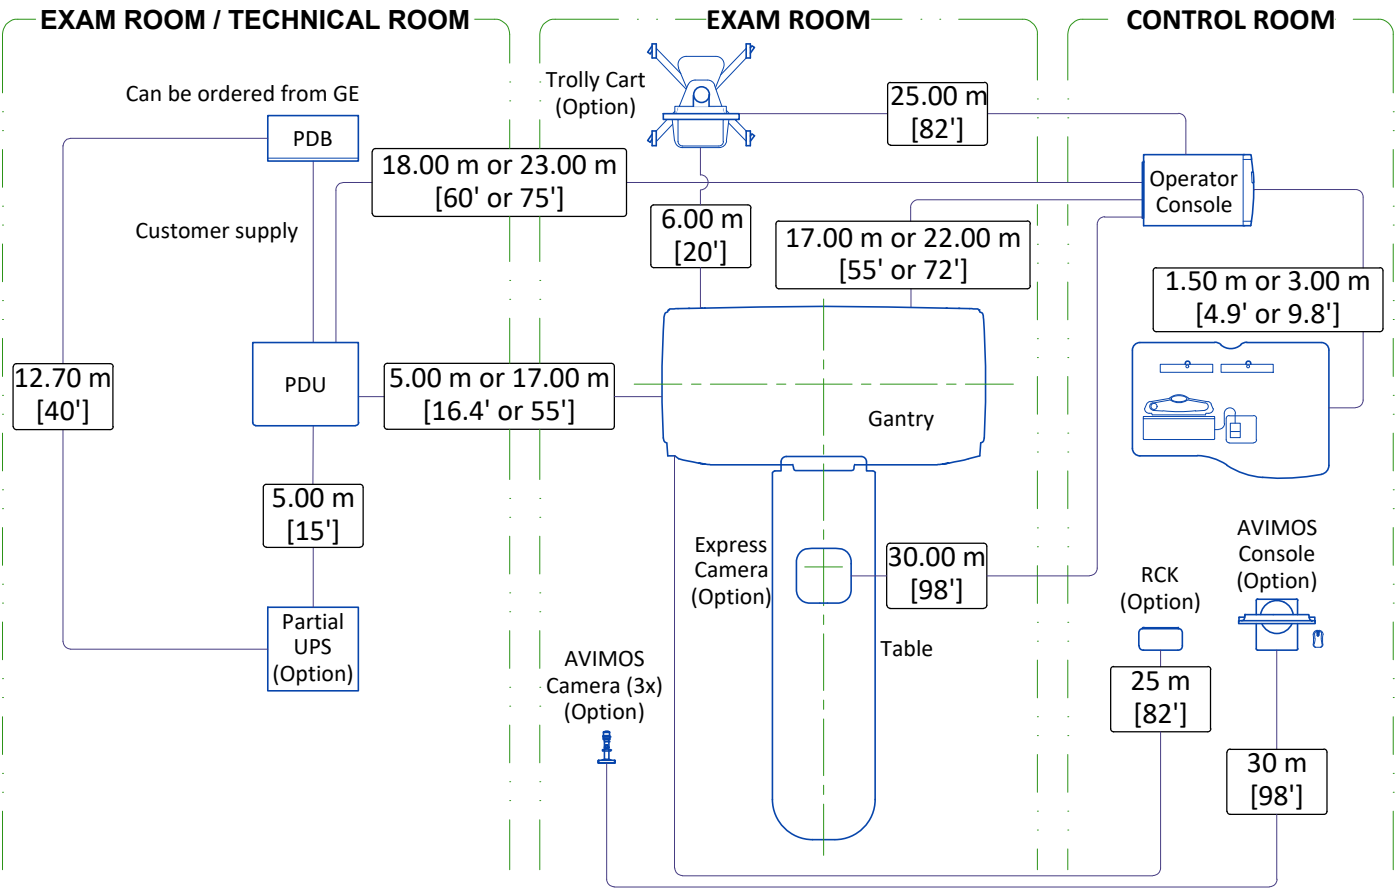 EXAM ROOM / TECHNICAL ROOM
EXAM ROOM
CONTROL ROOM
Can be ordered from GE
PDB
18.00 m or 23.00 m
[60' or 75']
Customer supply
12.70 m
[40']
PDU
5.00 m or 17.00 m
[16.4' or 55']
5.00 m
[15']
Partial
UPS
(Option)
Trolly Cart
(Option)
25.00 m
[82']
6.00 m
[20']
17.00 m or 22.00 m
[55' or 72']
Gantry
Express
Camera
(Option)
30.00 m
[98']
Table
AVIMOS
Camera (3x)
(Option)
Operator
Console
1.50 m or 3.00 m
[4.9' or 9.8']
RCK
(Option)
25 m
[82']
AVIMOS
Console
(Option)
30 m
[98']